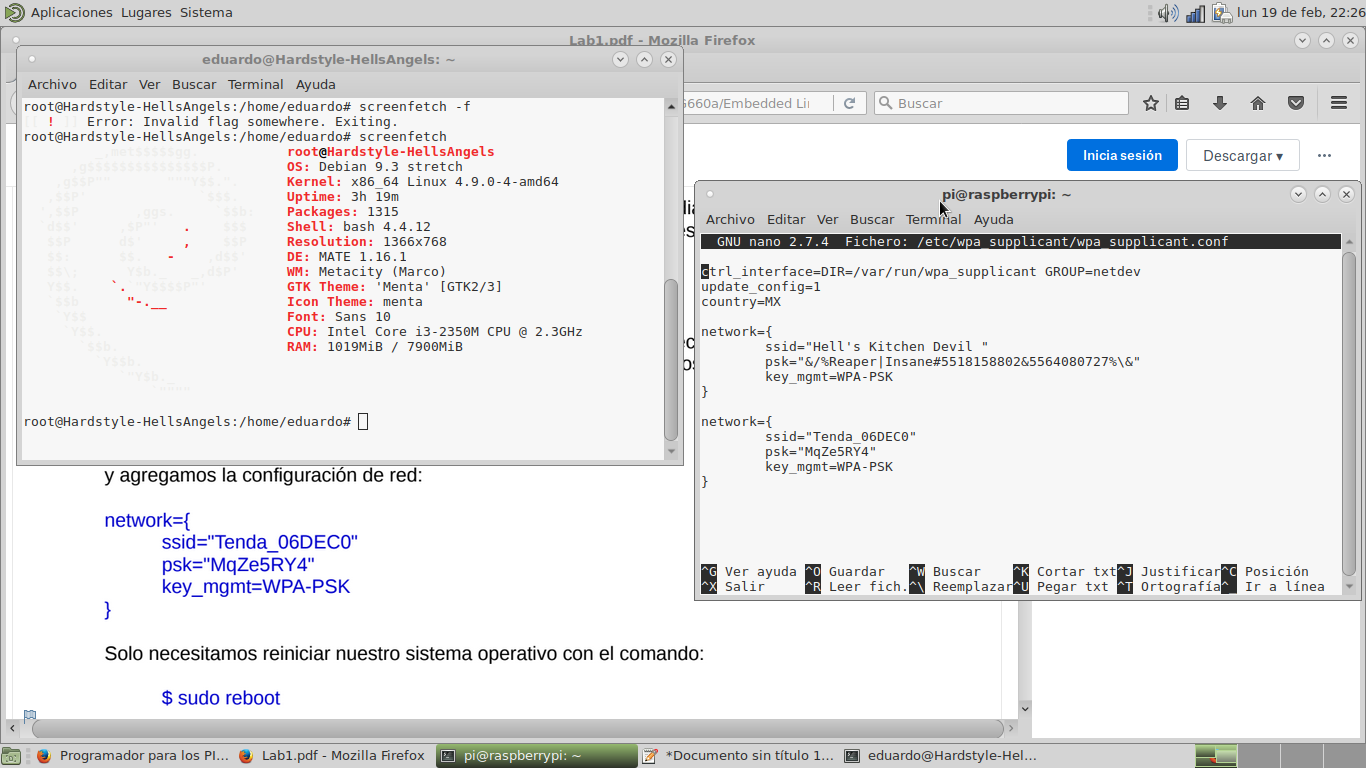 Aplicaciones Lugares Sistema
lun 19 de feb, 22:26
Lab1.pdf - Mozilla Firefox
5660a/Embedded Li
Buscar
Inicia sesión
Descargar ▾
eduardo@Hardstyle-HellsAngels: ~
Archivo Editar Ver Buscar Terminal Ayuda
root@Hardstyle-HellsAngels:/home/eduardo# screenfetch -f
! Error: Invalid flag somewhere. Exiting.
root@Hardstyle-HellsAngels:/home/eduardo# screenfetch
root@Hardstyle-HellsAngels
OS: Debian 9.3 stretch
Kernel: x86_64 Linux 4.9.0-4-amd64
Uptime: 3h 19m
Packages: 1315
Shell: bash 4.4.12
Resolution: 1366x768
DE: MATE 1.16.1
WM: Metacity (Marco)
GTK Theme: 'Menta' [GTK2/3]
Icon Theme: menta
Font: Sans 10
CPU: Intel Core i3-2350M CPU @ 2.3GHz
RAM: 1019MiB / 7900MiB
root@Hardstyle-HellsAngels:/home/eduardo#
pi@raspberrypi: ~
Archivo Editar Ver Buscar Terminal Ayuda
GNU nano 2.7.4 Fichero: /etc/wpa_supplicant/wpa_supplicant.conf
ctrl_interface=DIR=/var/run/wpa_supplicant GROUP=netdev
update_config=1
country=MX
network={
ssid="Hell's Kitchen Devil "
psk="&/%Reaper|Insane#5518158802&5564080727%\&"
key_mgmt=WPA-PSK
}
network={
ssid="Tenda_06DEC0"
psk="MqZe5RY4"
key_mgmt=WPA-PSK
}
^G Ver ayuda ^O Guardar ^W Buscar ^K Cortar txt ^J Justificar ^C Posición
^X Salir ^R Leer fich. ^\ Reemplazar ^U Pegar txt ^T Ortografía ^_ Ir a línea
y agregamos la configuración de red:
network={
ssid="Tenda_06DEC0"
psk="MqZe5RY4"
key_mgmt=WPA-PSK
}
Solo necesitamos reiniciar nuestro sistema operativo con el comando:
$ sudo reboot
Programador para los PI...
Lab1.pdf - Mozilla Firefox
pi@raspberrypi: ~
*Documento sin título 1...
eduardo@Hardstyle-Hel...